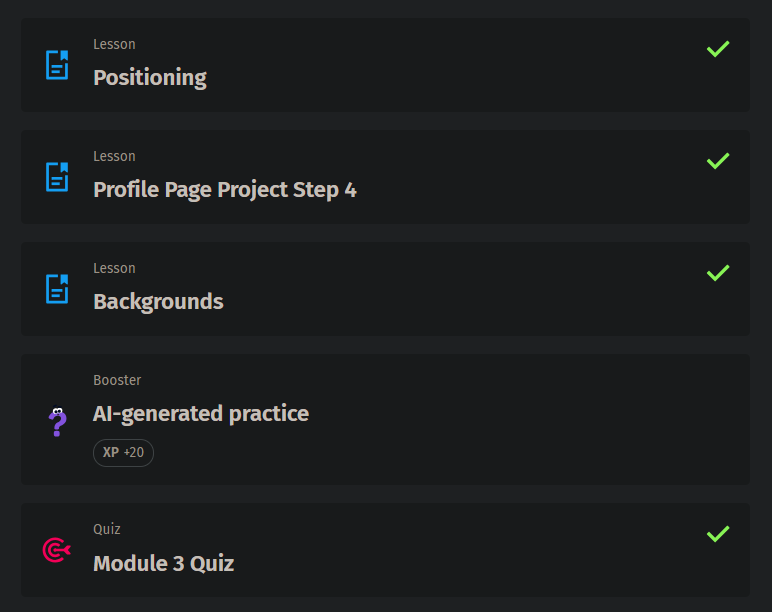 Lesson
Positioning
Lesson
Profile Page Project Step 4
Lesson
Backgrounds
Booster
AI-generated practice
XP +20
Quiz
Module 3 Quiz